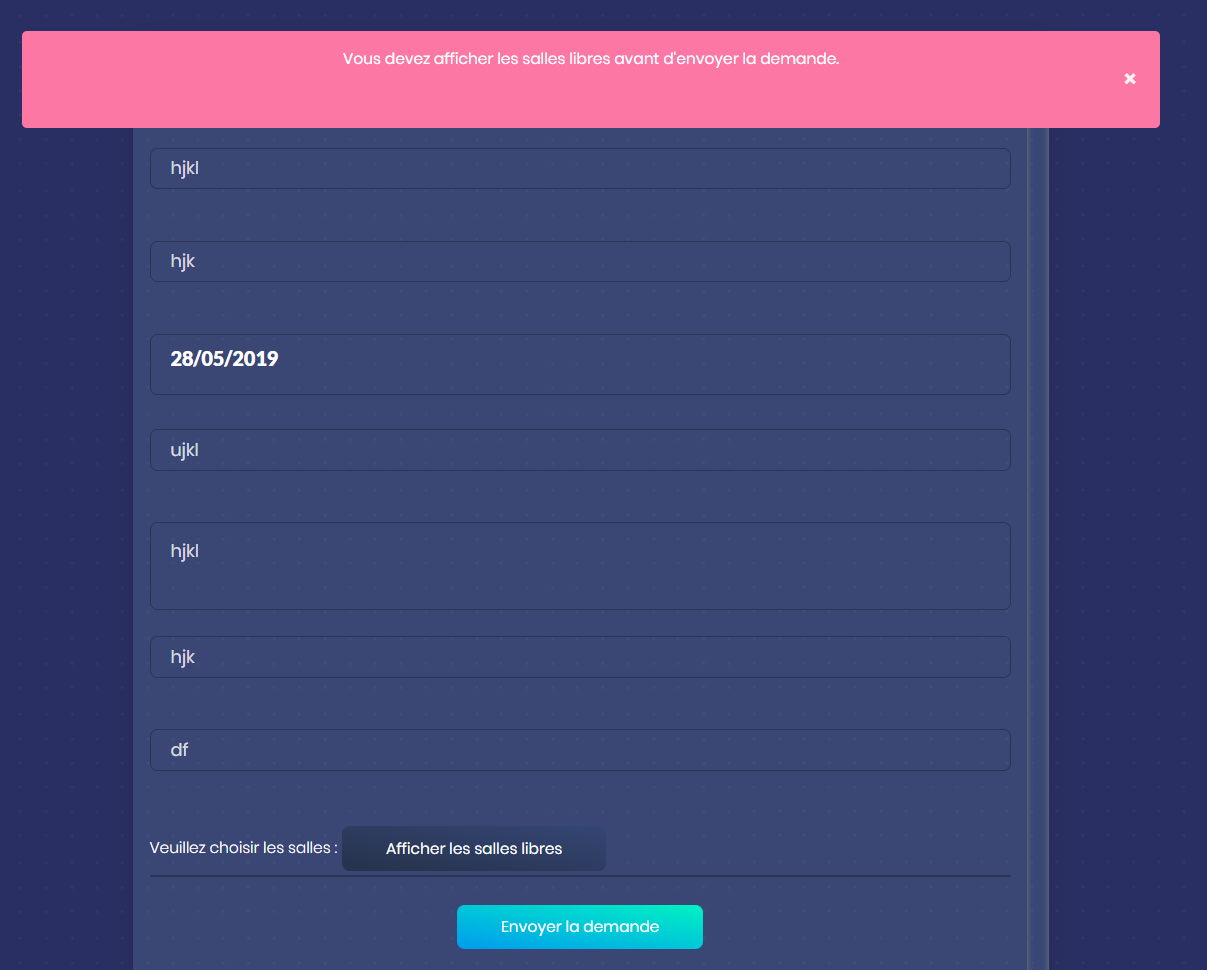 Vous devez afficher les salles libres avant d'envoyer la demande.
hjkl
hjk
28/05/2019
ujkl
hjkl
hjk
df
Veuillez choisir les salles : Afficher les salles libres
Envoyer la demande